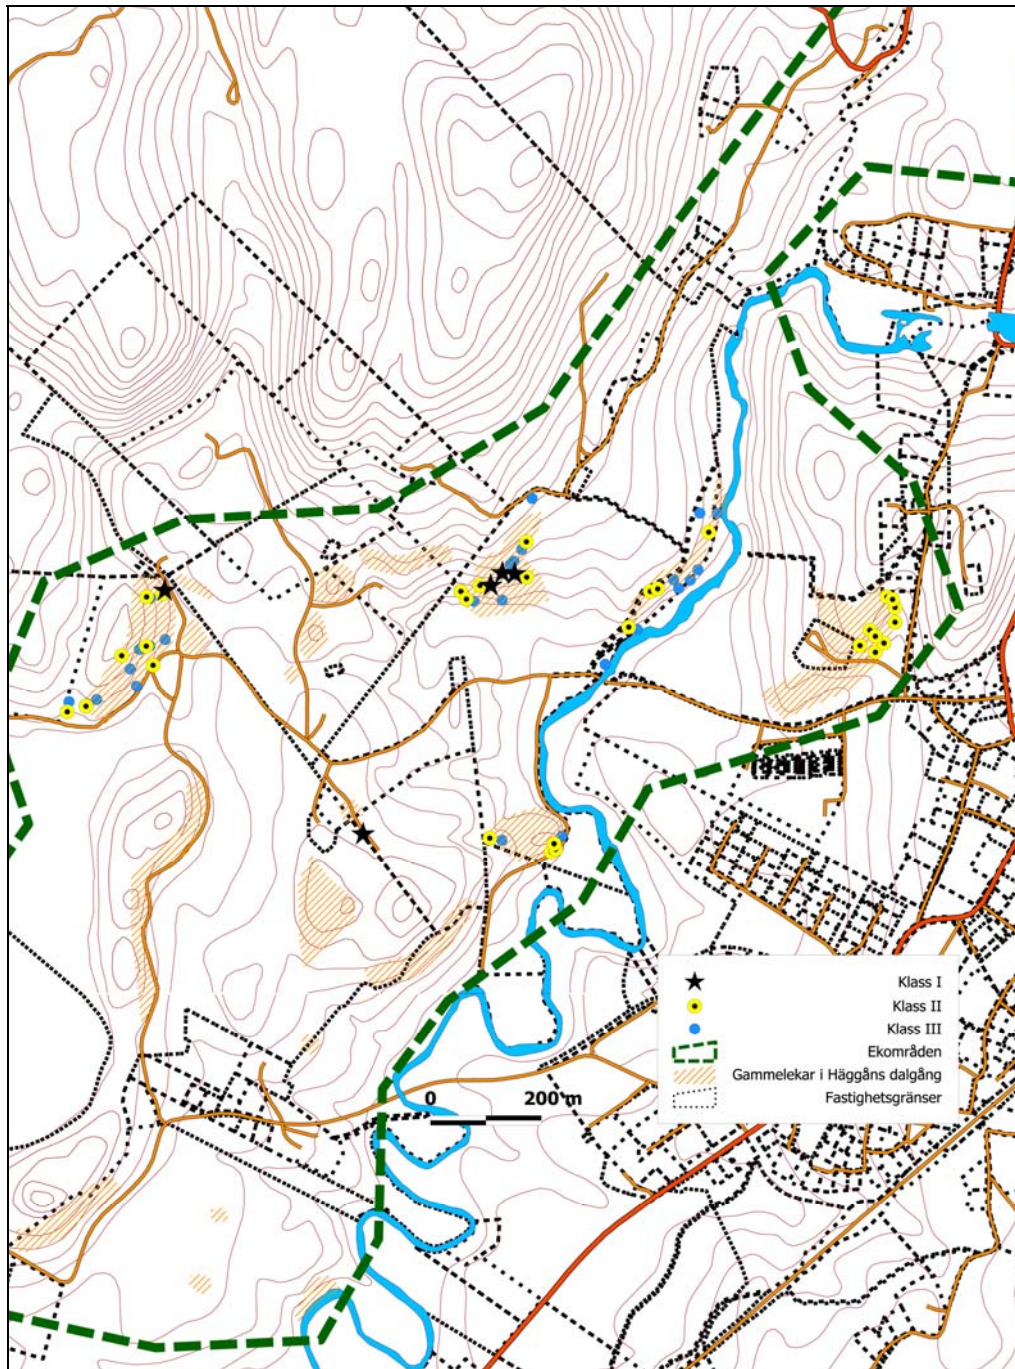 Klass I
Klass II
Klass III
Ekområden
Gammelekar i Häggåns dalgång
Fastighetsgränser
0 200 m